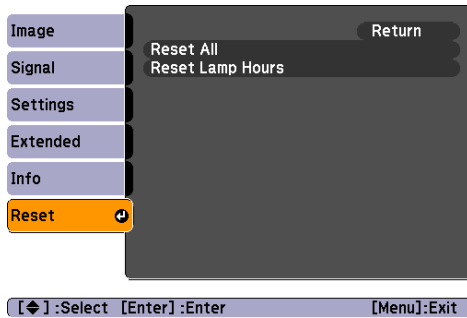 Image
Signal
Settings
Extended
Info
Reset
Return
Reset All
Reset Lamp Hours
[◆] :Select [Enter] :Enter [Menu]:Exit